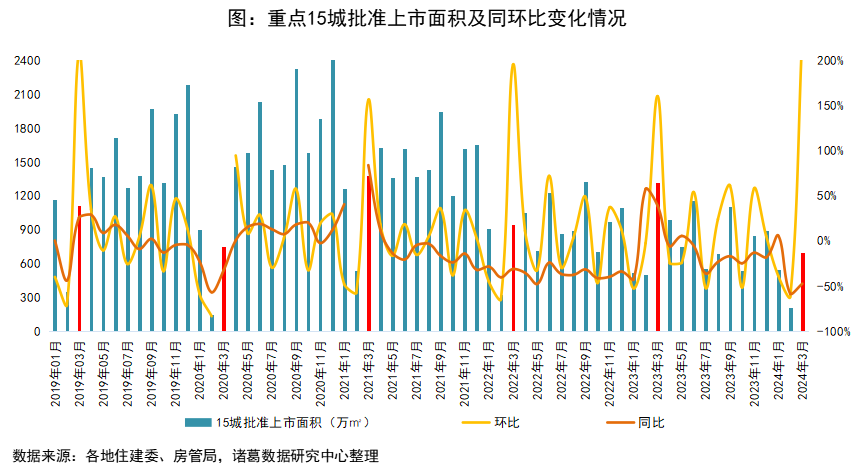 图：重点15城批准上市面积及同环比变化情况
2400
2100
1800
1500
1200
900
600
300
0
200%
150%
100%
50%
0%
-50%
-100%
2019年01月
2019年03月
2019年05月
2019年07月
2019年09月
2019年11月
2020年1月
2020年3月
2020年5月
2020年7月
2020年9月
2020年11月
2021年1月
2021年3月
2021年5月
2021年7月
2021年9月
2021年11月
2022年1月
2022年3月
2022年5月
2022年7月
2022年9月
2022年11月
2023年1月
2023年3月
2023年5月
2023年7月
2023年9月
2023年11月
2024年1月
2024年3月
15城批准上市面积（万㎡）
环比
同比
数据来源：各地住建委、房管局，诸葛数据研究中心整理